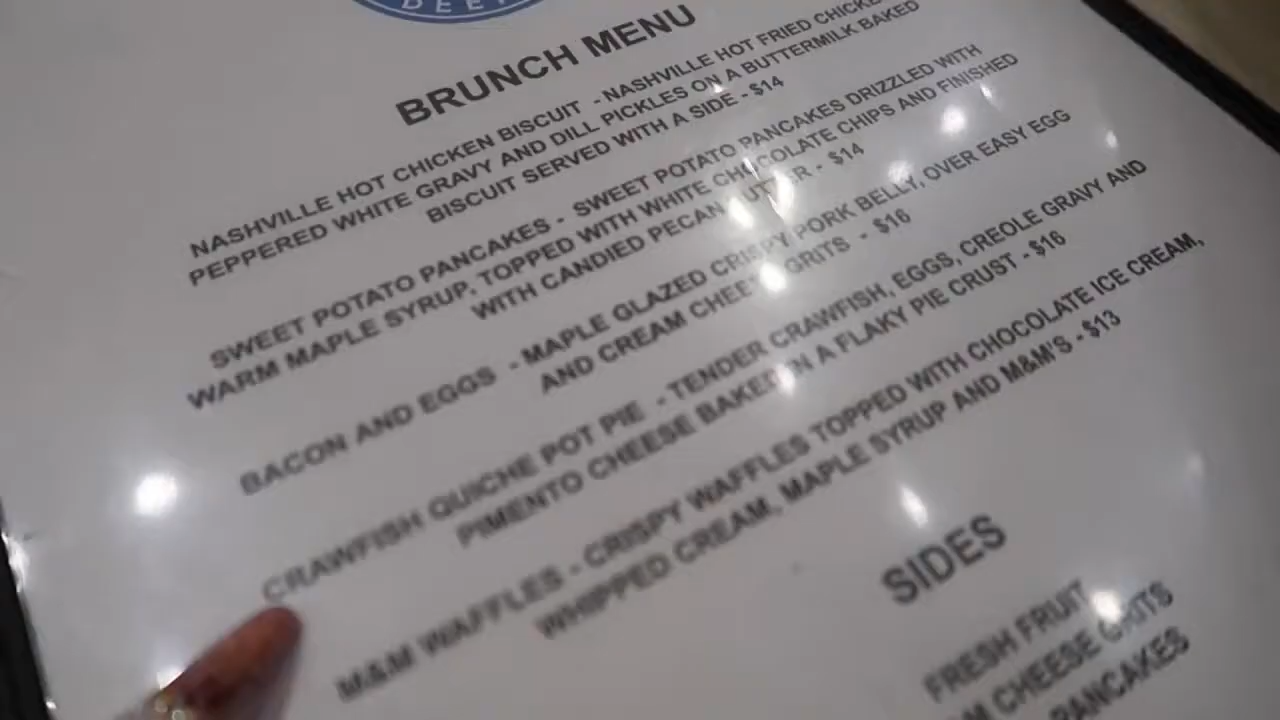 DEEP
BRUNCH MENU
NASHVILLE HOT CHICKEN BISCUIT - NASHVILLE HOT FRIED
PEPPERED WHITE GRAVY AND DILL PICKLES ON A BUTTERMILK BAKED
BISCUIT SERVED WITH A SIDE - $14
SWEET POTATO PANCAKES - SWEET POTATO PANCAKES DRIZZLED WITH
WARM MAPLE SYRUP, TOPPED WITH WHITE CHOCOLATE CHIPS AND FINISHED
WITH CANDIED PECAN BUTTER - $14
BACON AND EGGS - MAPLE GLAZED CRISPY PORK BELLY, OVER EASY EGG
AND CREAM CHEESE GRITS - $16
CRAWFISH QUICHE POT PIE - TENDER CRAWFISH, EGGS, CREOLE GRAVY AND
PIMENTO CHEESE BAKED IN A FLAKY PIE CRUST - $16
M&M WAFFLES - CRISPY WAFFLES TOPPED WITH CHOCOLATE ICE CREAM,
WHIPPED CREAM, MAPLE SYRUP AND M&M'S - $13
SIDES
FRESH FRUIT
CHEESE GRITS
PANCAKES